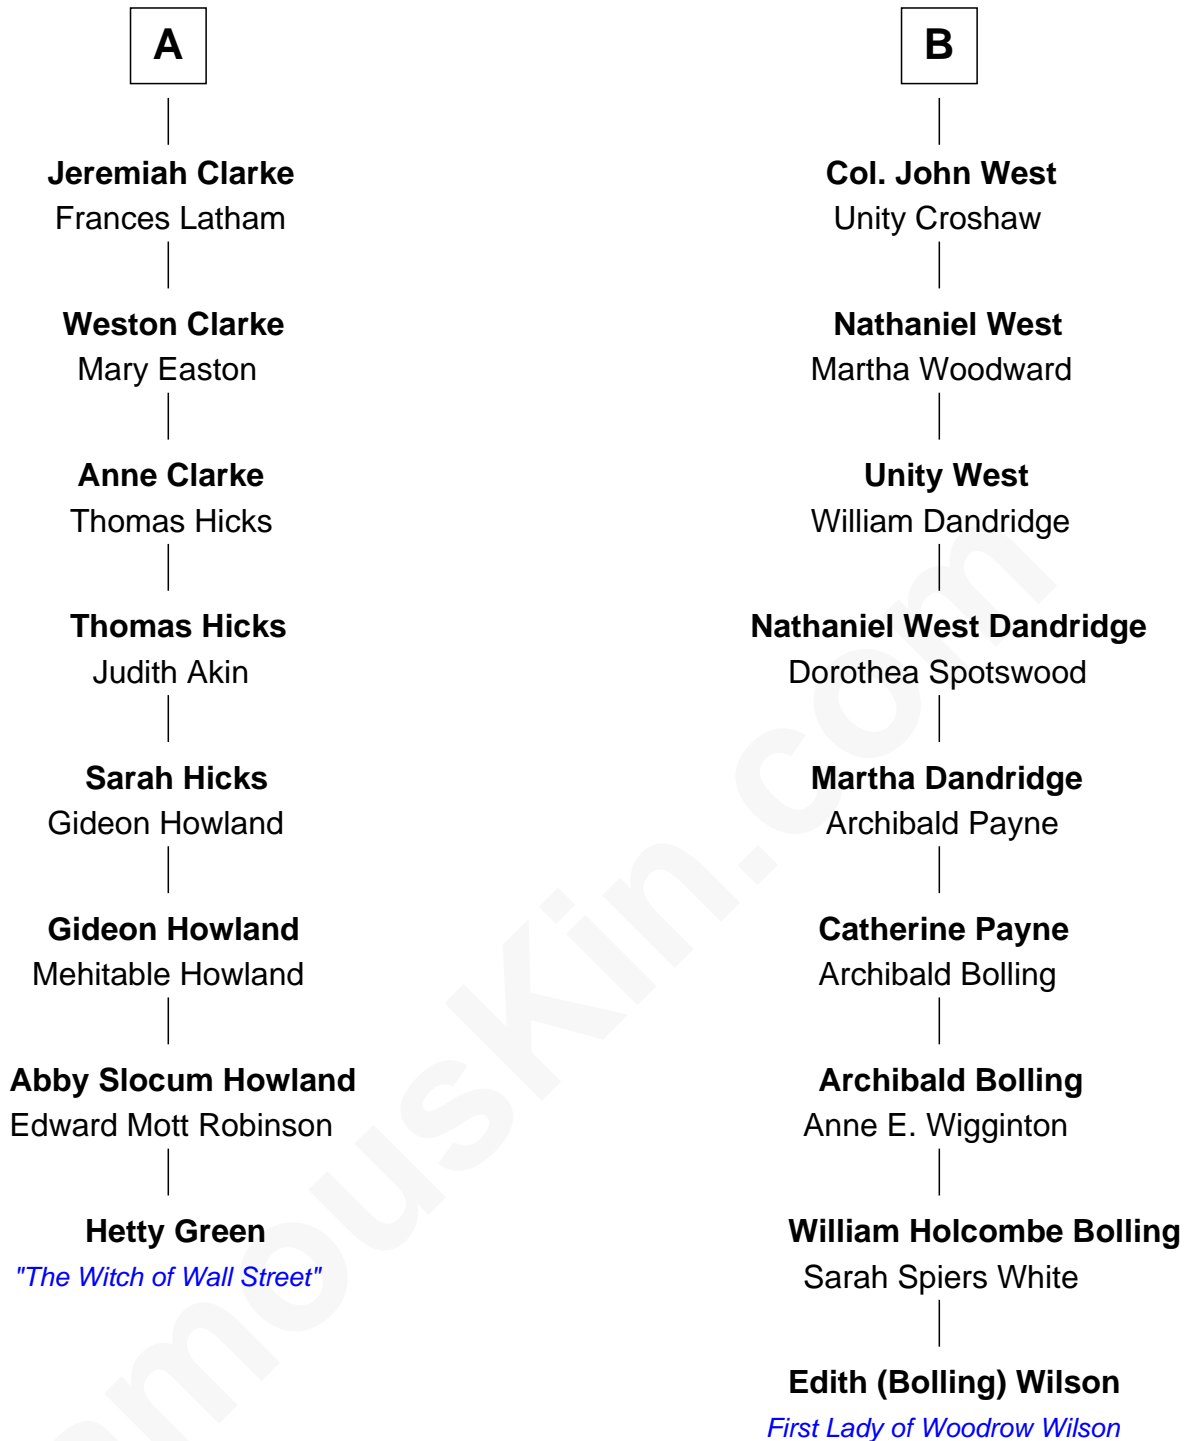 A
Jeremiah Clarke
Frances Latham
Weston Clarke
Mary Easton
Anne Clarke
Thomas Hicks
Thomas Hicks
Judith Akin
Sarah Hicks
Gideon Howland
Gideon Howland
Mehitable Howland
Abby Slocum Howland
Edward Mott Robinson
Hetty Green
"The Witch of Wall Street"
B
Col. John West
Unity Croshaw
Nathaniel West
Martha Woodward
Unity West
William Dandridge
Nathaniel West Dandridge
Dorothea Spotswood
Martha Dandridge
Archibald Payne
Catherine Payne
Archibald Bolling
Archibald Bolling
Anne E. Wigginton
William Holcombe Bolling
Sarah Spiers White
Edith (Bolling) Wilson
First Lady of Woodrow Wilson
amousKin.com